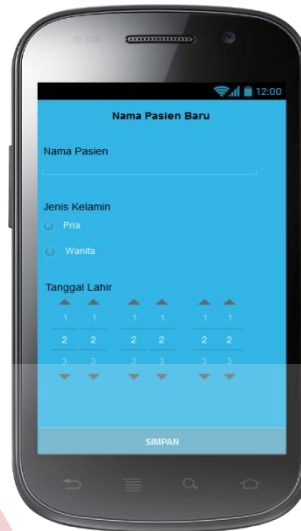 12:00
Nama Pasien Baru
Nama Pasien
Jenis Kelamin
Pria
Wanita
Tanggal Lahir
1 1 1 1 1 1
2 2 2 2 2 2
3 3 3 3 3 3
SIMPAN